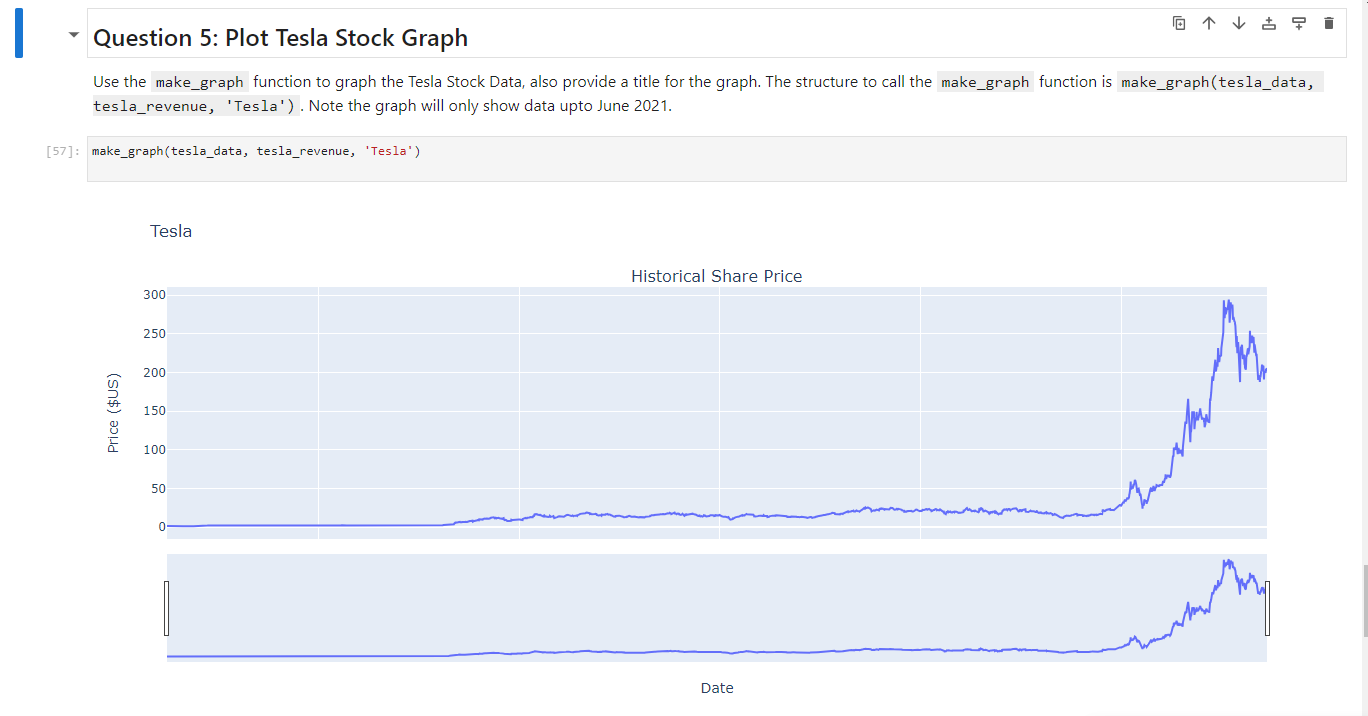 Question 5: Plot Tesla Stock Graph
Use the make_graph function to graph the Tesla Stock Data, also provide a title for the graph. The structure to call the make_graph function is make_graph(tesla_data,
tesla_revenue, 'Tesla'). Note the graph will only show data upto June 2021.
[57]: make_graph(tesla_data, tesla_revenue, 'Tesla')
Tesla
Historical Share Price
Price ($US)
300
250
200
150
100
50
0
Date